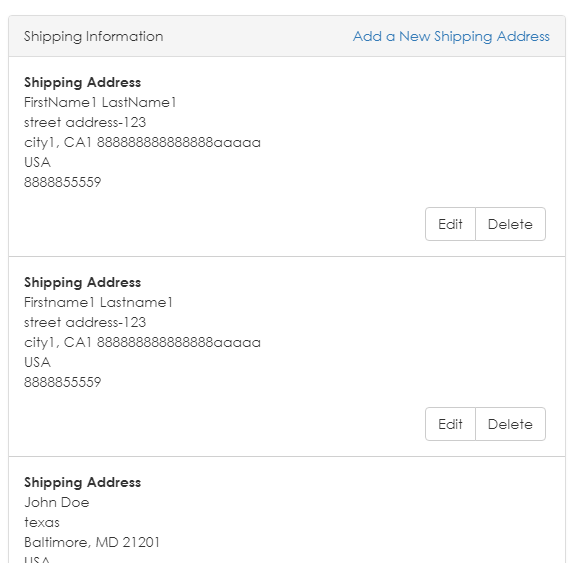 Shipping Information
Add a New Shipping Address
Shipping Address
FirstName1 LastName1
street address-123
city1, CA1 888888888888888aaaaa
USA
8888855559
Edit
Delete
Shipping Address
Firstname1 Lastname1
street address-123
city1, CA1 888888888888888aaaaa
USA
8888855559
Edit
Delete
Shipping Address
John Doe
texas
Baltimore, MD 21201
USA